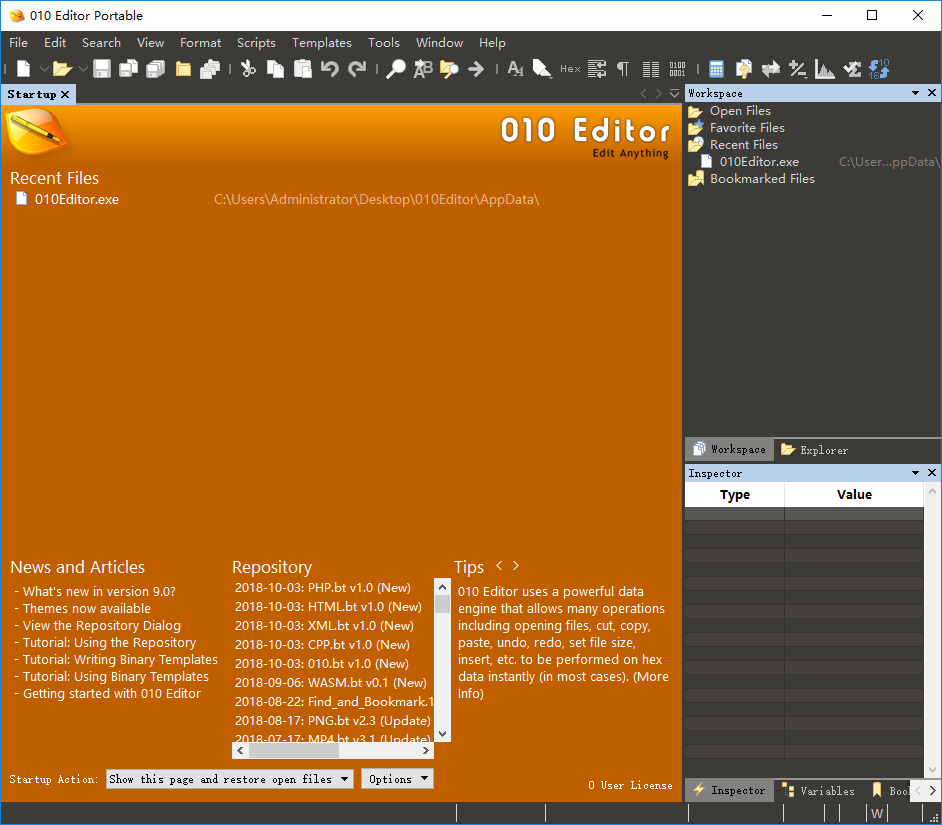 010 Editor Portable
File Edit Search View Format Scripts Templates Tools Window Help
Hex
Startup
010 Editor
Edit Anything
Recent Files
010Editor.exe C:\Users\Administrator\Desktop\010Editor\AppData\
News and Articles
- What's new in version 9.0?
- Themes now available
- View the Repository Dialog
- Tutorial: Using the Repository
- Tutorial: Writing Binary Templates
- Tutorial: Using Binary Templates
- Getting started with 010 Editor
Repository
2018-10-03: PHP.bt v1.0 (New)
2018-10-03: HTML.bt v1.0 (New)
2018-10-03: XML.bt v1.0 (New)
2018-10-03: CPP.bt v1.0 (New)
2018-10-03: 010.bt v1.0 (New)
2018-09-06: WASM.bt v0.1 (New)
2018-08-22: Find_and_Bookmark.1
2018-08-17: PNG.bt v2.3 (Update)
2018-07-17: MP4.bt v3.1 (Update)
Tips < >
010 Editor uses a powerful data
engine that allows many operations
including opening files, cut, copy,
paste, undo, redo, set file size,
insert, etc. to be performed on hex
data instantly (in most cases). (More
Info)
Startup Action: Show this page and restore open files Options
0 User License
Workspace
Open Files
Favorite Files
Recent Files
010Editor.exe C:\User...ppData\
Bookmarked Files
Workspace Explorer
Inspector
Type Value
Inspector Variables Boo
W